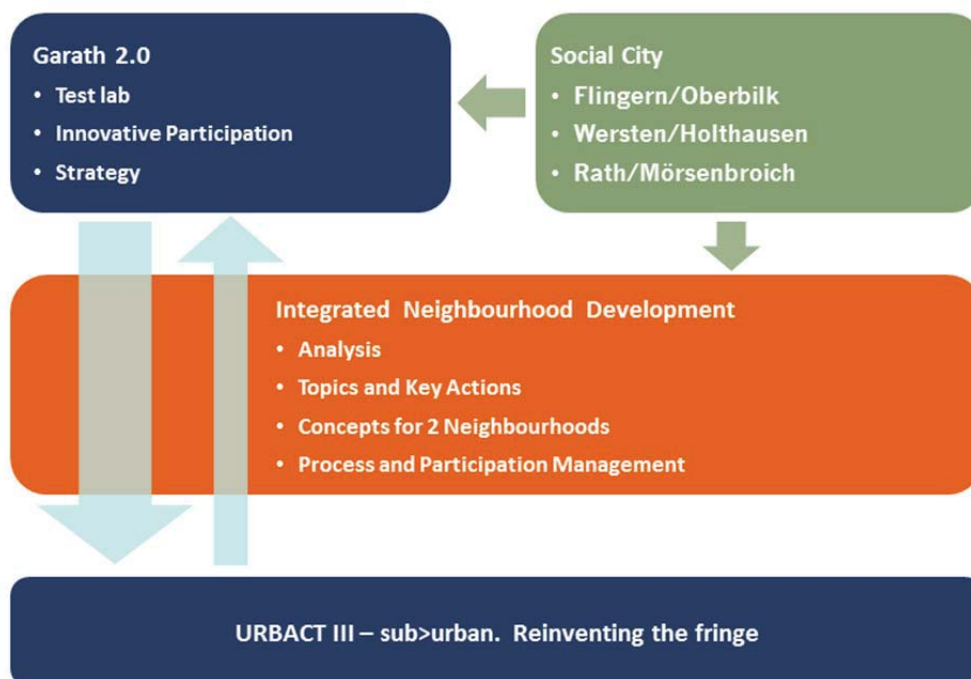 Garath 2.0
• Test lab
• Innovative Participation
• Strategy
Social City
• Flingern/Oberbilk
• Wersten/Holthausen
• Rath/Mörsenbroich
Integrated Neighbourhood Development
• Analysis
• Topics and Key Actions
• Concepts for 2 Neighbourhoods
• Process and Participation Management
URBACT III – sub>urban. Reinventing the fringe